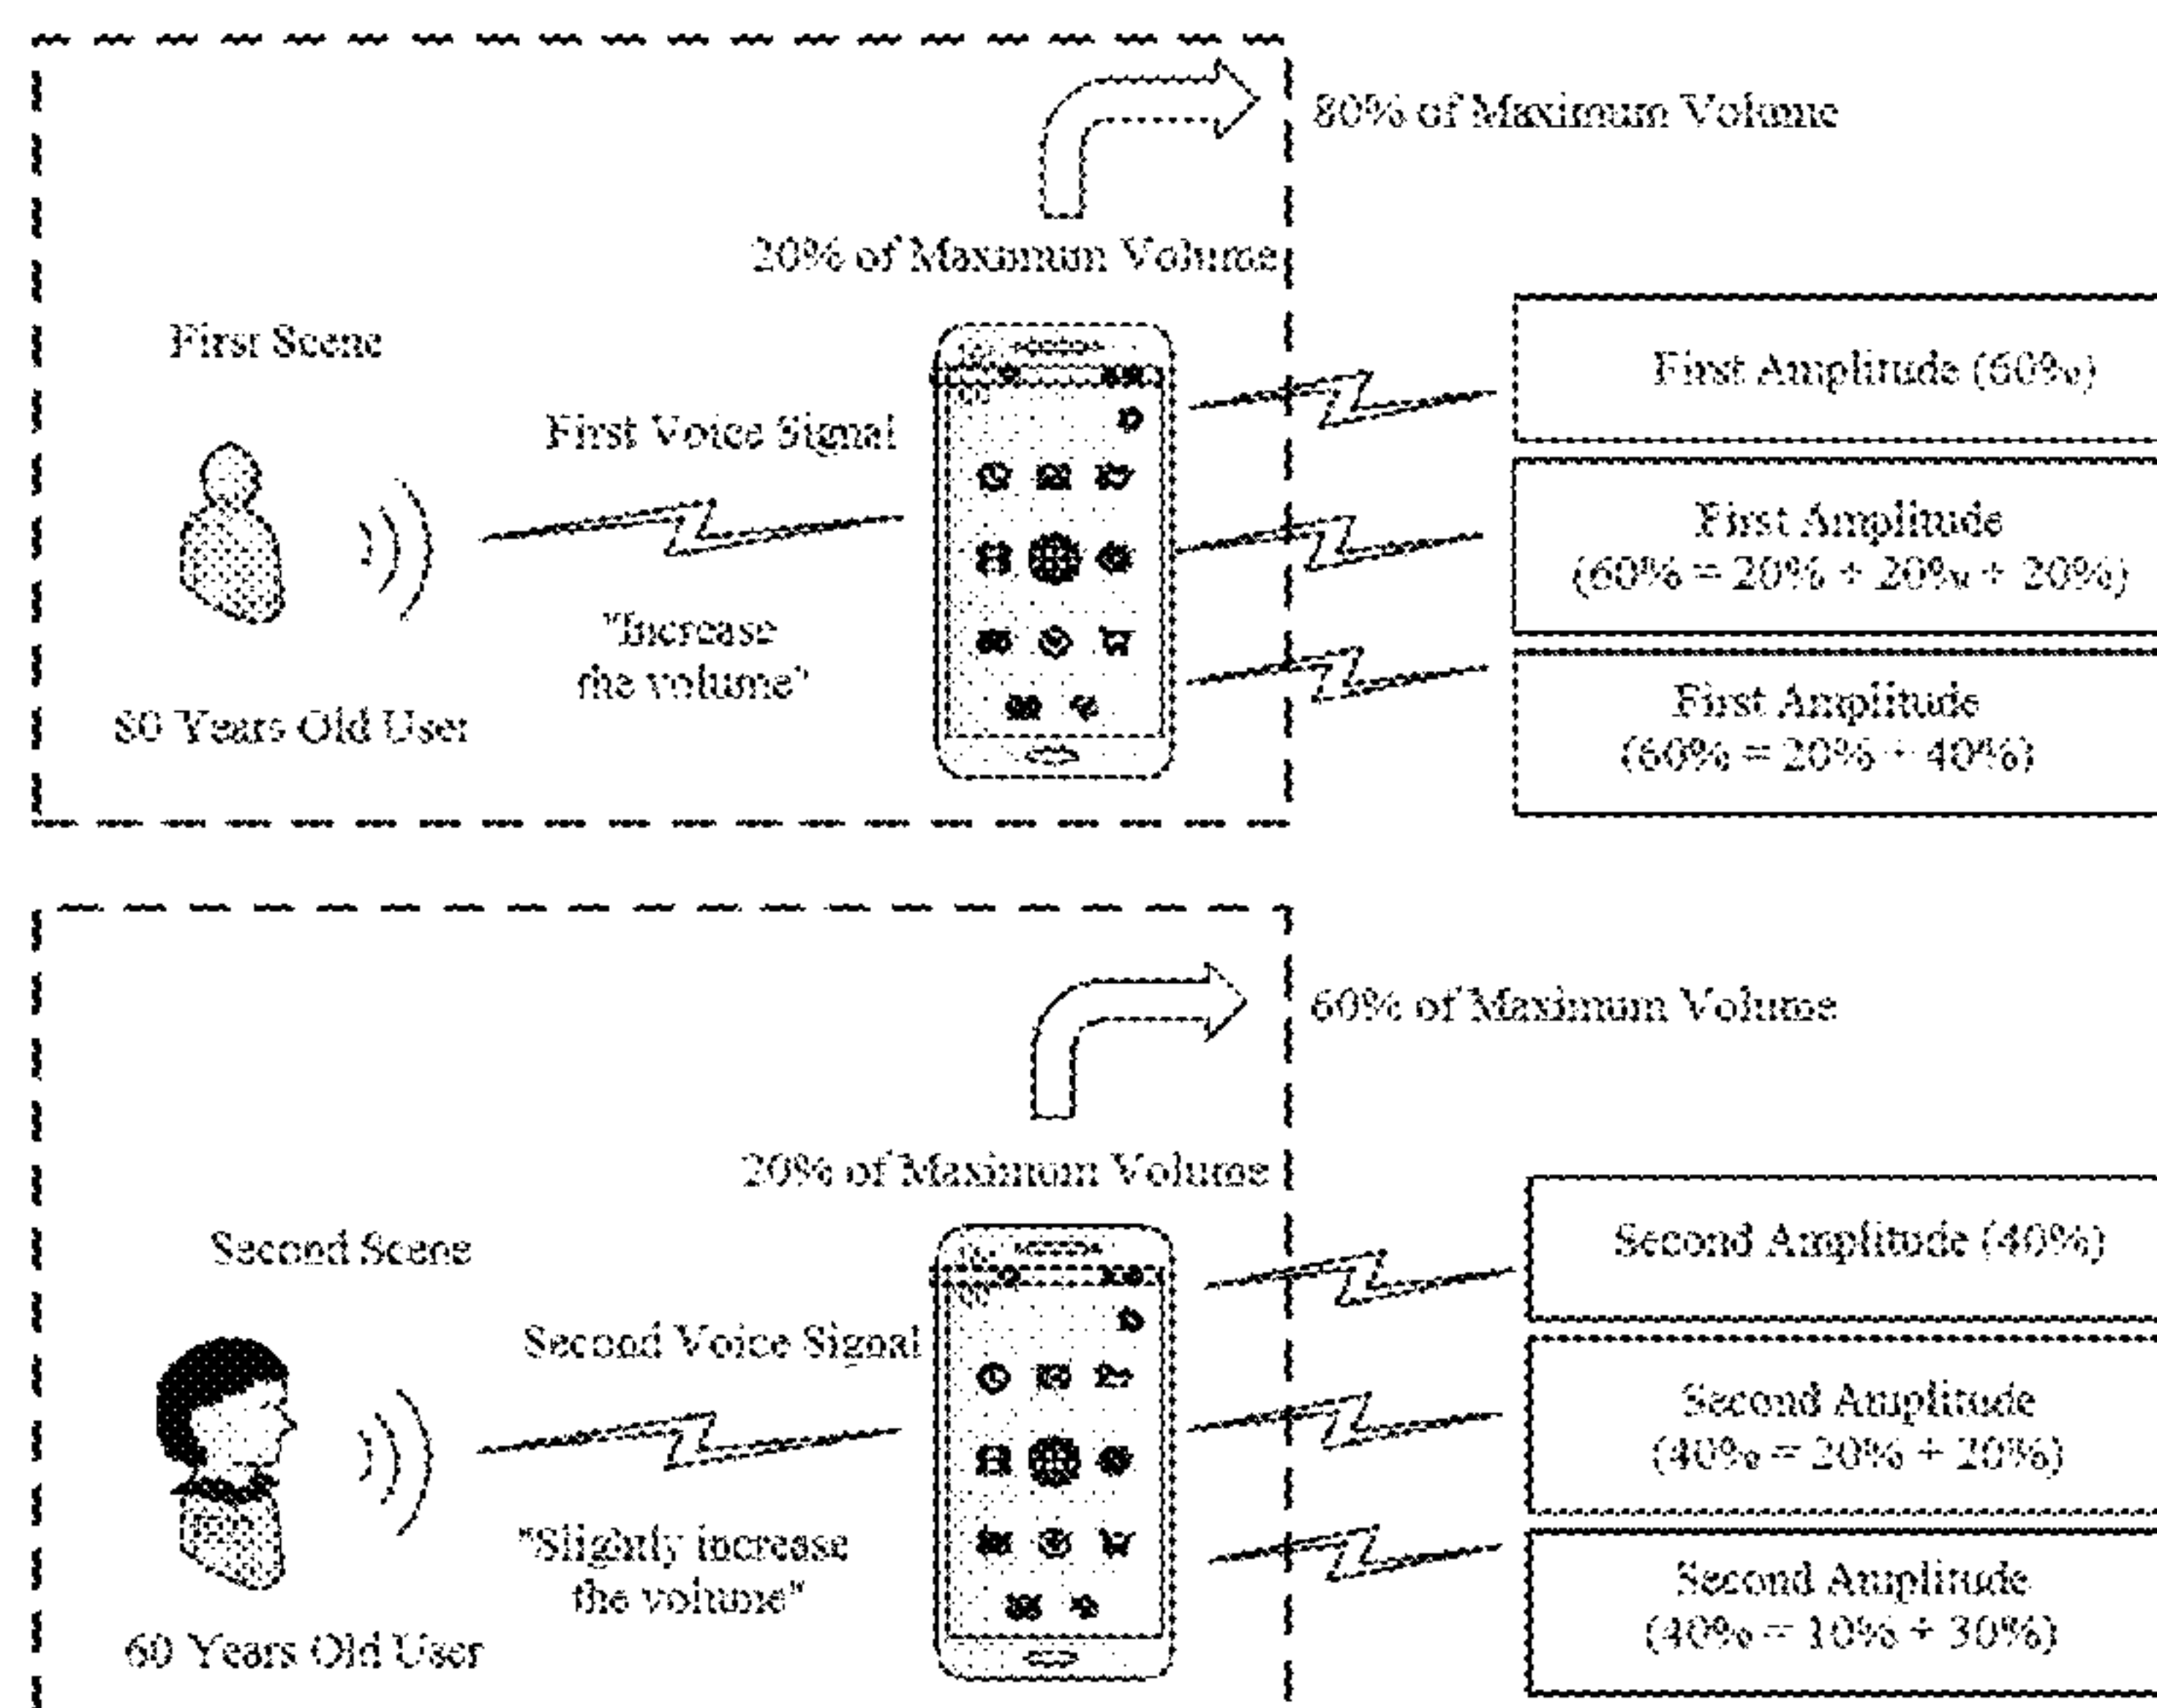 80% of Maximum Volume
20% of Maximum Volume
First Scene
First Voice Signal
"Increase
the volume"
80 Years Old User
First Amplitude (60%)
First Amplitude
(60% = 20% + 20% + 20%)
First Amplitude
(60% = 20% + 40%)
60% of Maximum Volume
20% of Maximum Volume
Second Scene
Second Voice Signal
"Slightly increase
the volume"
60 Years Old User
Second Amplitude (40%)
Second Amplitude
(40% = 20% + 20%)
Second Amplitude
(40% = 10% + 30%)